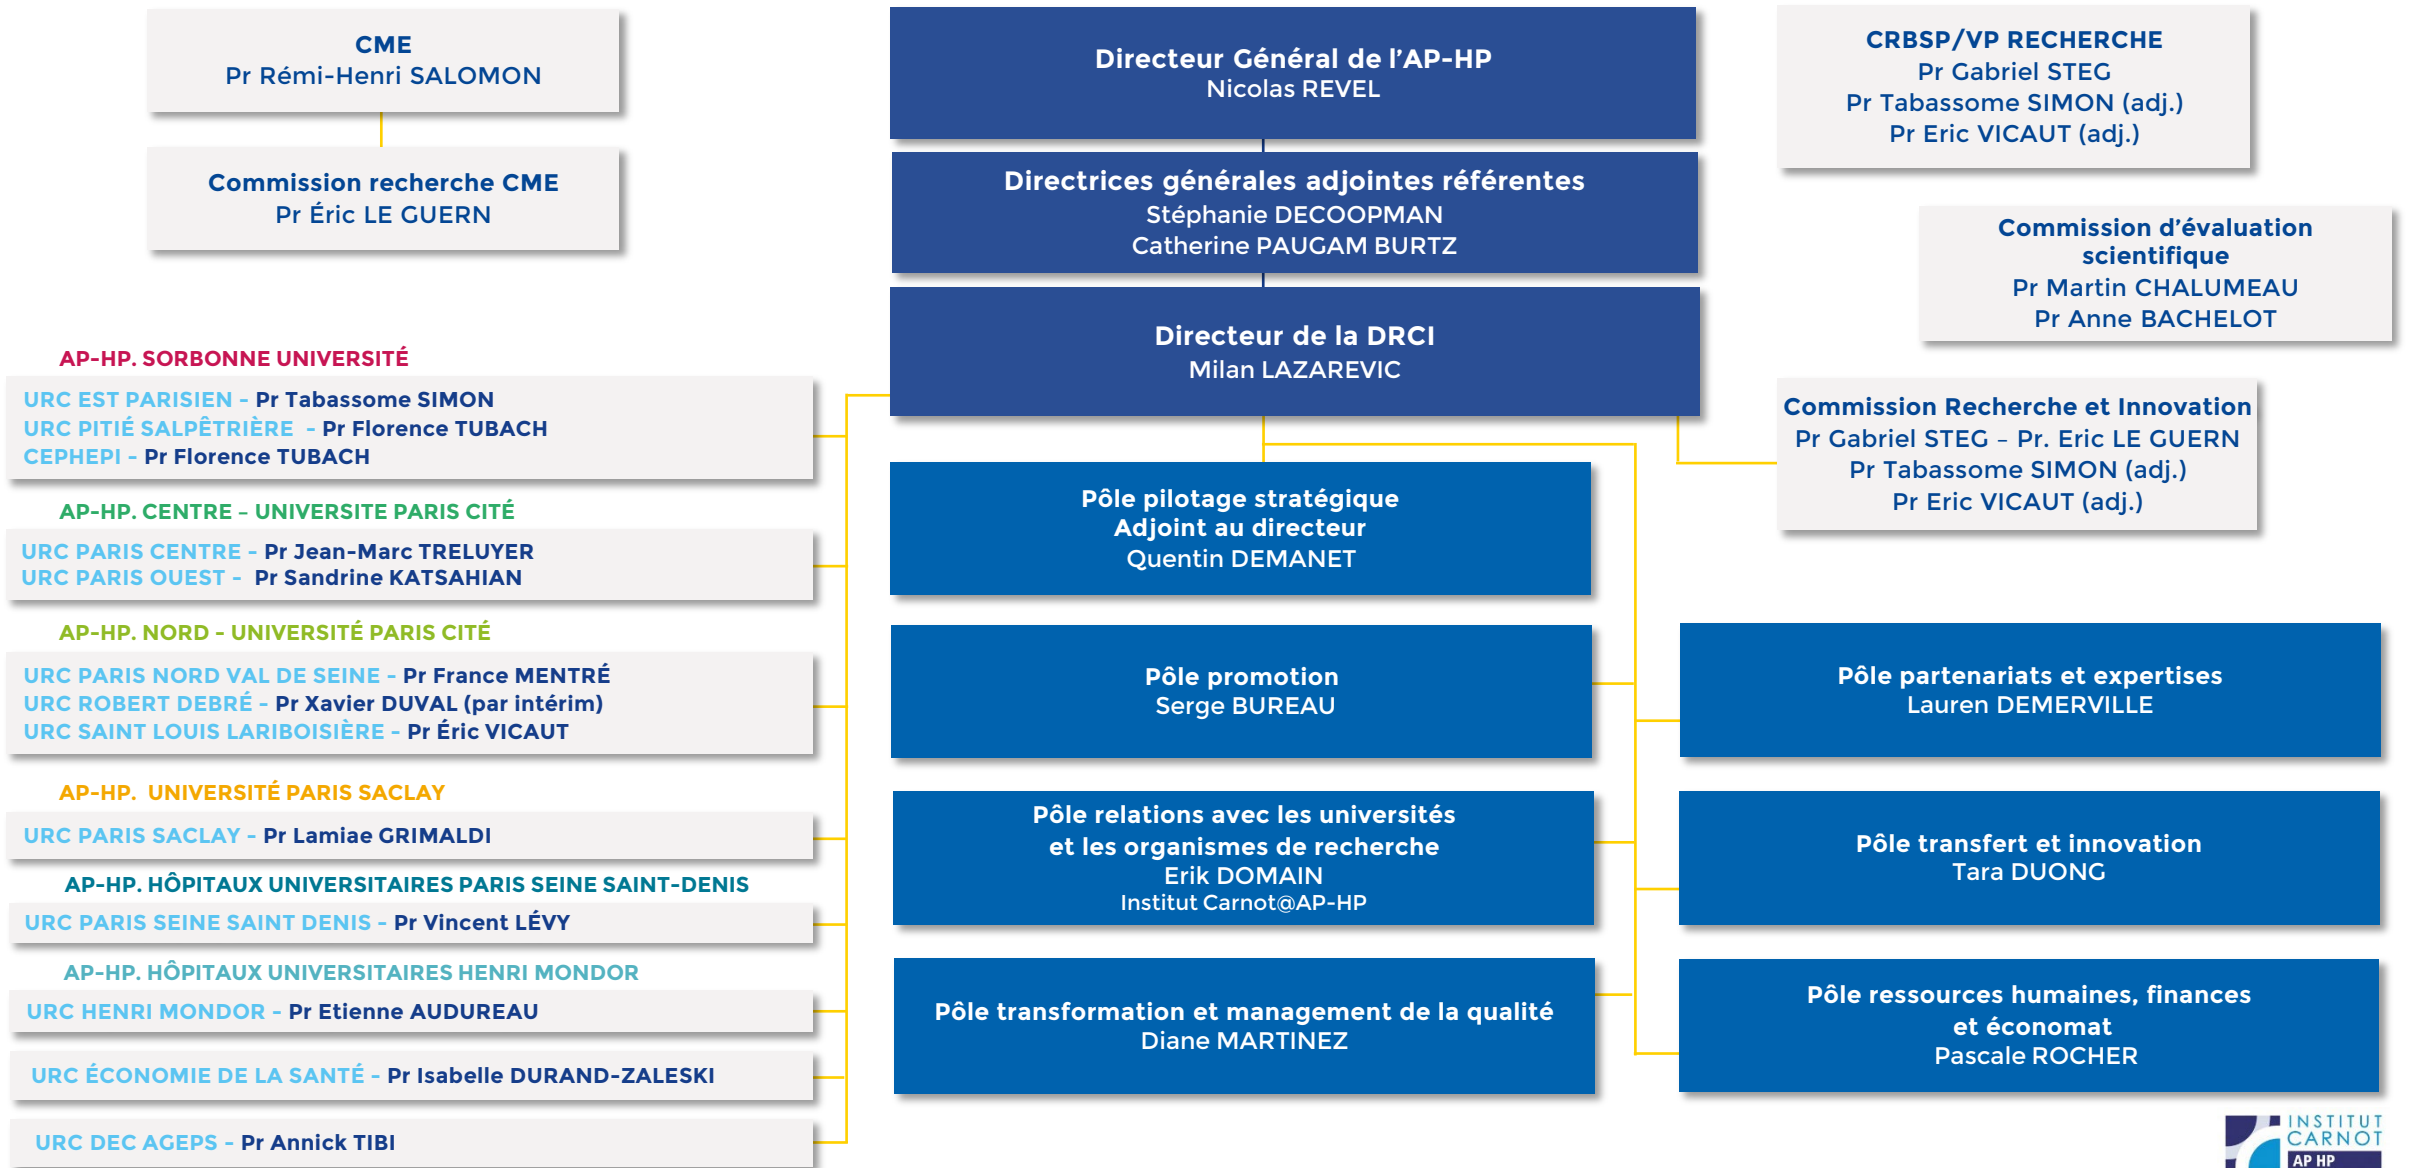 CME
Pr Rémi-Henri SALOMON
Commission recherche CME
Pr Éric LE GUERN
Directeur Général de l'AP-HP
Nicolas REVEL
Directrices générales adjointes référentes
Stéphanie DECOOPMAN
Catherine PAUGAM BURTZ
Directeur de la DRCI
Milan LAZAREVIC
CRBSP/VP RECHERCHE
Pr Gabriel STEG
Pr Tabassome SIMON (adj.)
Pr Eric VICAUT (adj.)
Commission d'évaluation
scientifique
Pr Martin CHALUMEAU
Pr Anne BACHELOT
Commission Recherche et Innovation
Pr Gabriel STEG – Pr. Eric LE GUERN
Pr Tabassome SIMON (adj.)
Pr Eric VICAUT (adj.)
AP-HP. SORBONNE UNIVERSITÉ
URC EST PARISIEN - Pr Tabassome SIMON
URC PITIÉ SALPÊTRIÈRE - Pr Florence TUBACH
CEPHEPI - Pr Florence TUBACH
AP-HP. CENTRE – UNIVERSITE PARIS CITÉ
URC PARIS CENTRE - Pr Jean-Marc TRELUYER
URC PARIS OUEST - Pr Sandrine KATSAHIAN
AP-HP. NORD - UNIVERSITÉ PARIS CITÉ
URC PARIS NORD VAL DE SEINE - Pr France MENTRÉ
URC ROBERT DEBRÉ - Pr Xavier DUVAL (par intérim)
URC SAINT LOUIS LARIBOISIÈRE - Pr Éric VICAUT
AP-HP. UNIVERSITÉ PARIS SACLAY
URC PARIS SACLAY - Pr Lamiae GRIMALDI
AP-HP. HÔPITAUX UNIVERSITAIRES PARIS SEINE SAINT-DENIS
URC PARIS SEINE SAINT DENIS - Pr Vincent LÉVY
AP-HP. HÔPITAUX UNIVERSITAIRES HENRI MONDOR
URC HENRI MONDOR - Pr Etienne AUDUREAU
URC ÉCONOMIE DE LA SANTÉ - Pr Isabelle DURAND-ZALESKI
URC DEC AGEPS - Pr Annick TIBI
Pôle pilotage stratégique
Adjoint au directeur
Quentin DEMANET
Pôle promotion
Serge BUREAU
Pôle relations avec les universités
et les organismes de recherche
Erik DOMAIN
Institut Carnot@AP-HP
Pôle transformation et management de la qualité
Diane MARTINEZ
Pôle partenariats et expertises
Lauren DEMERVILLE
Pôle transfert et innovation
Tara DUONG
Pôle ressources humaines, finances
et économat
Pascale ROCHER
INSTITUT
CARNOT
AP HP